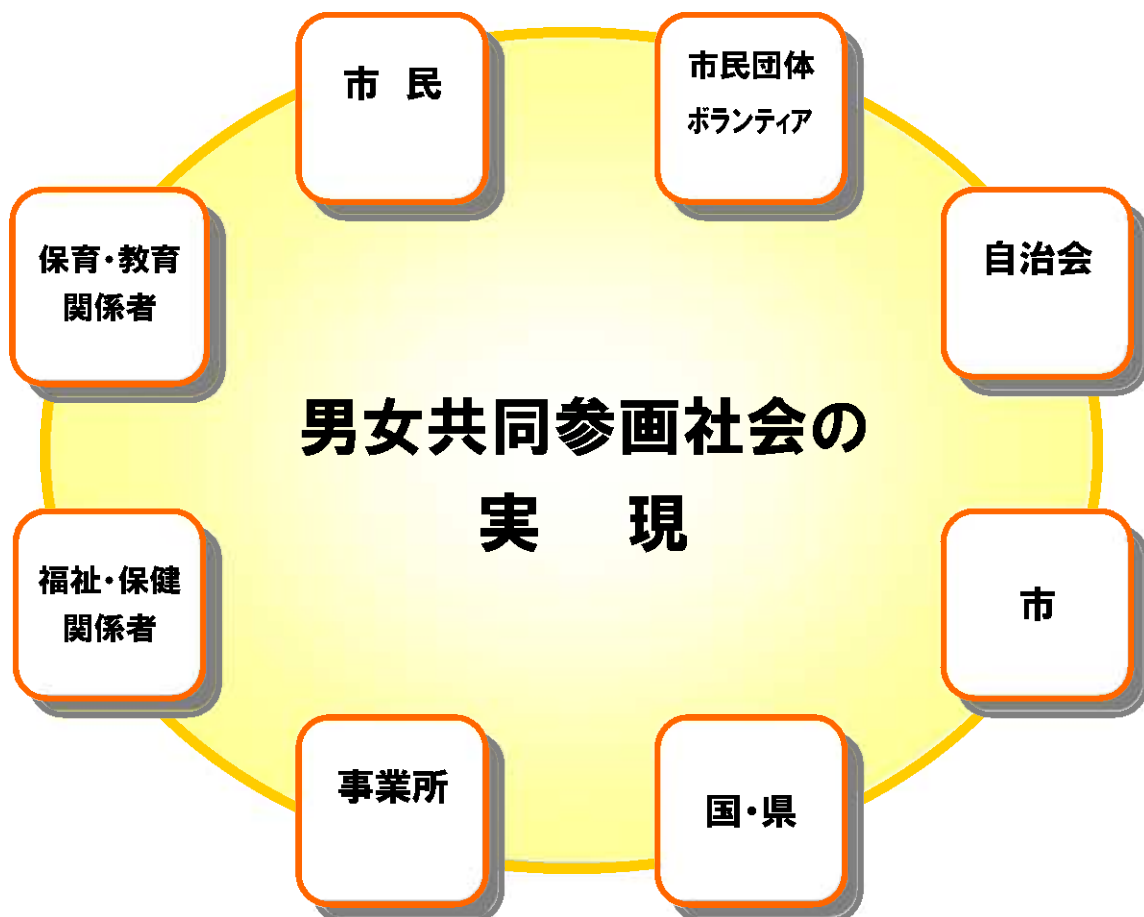 市 民
市民団体
ボランティア
保育・教育
関係者
自治会
男女共同参画社会の
実 現
福祉・保健
関係者
市
事業所
国・県